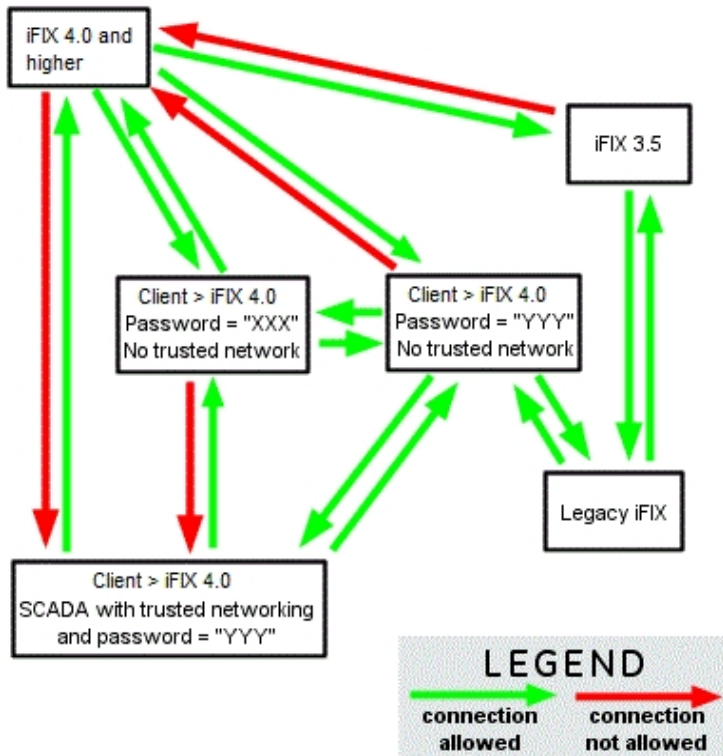 iFIX 4.0 and
higher
iFIX 3.5
Client > iFIX 4.0
Password = "XXX"
No trusted network
Client > iFIX 4.0
Password = "YYY"
No trusted network
Legacy iFIX
Client > iFIX 4.0
SCADA with trusted networking
and password = "YYY"
LEGEND
connection
allowed
connection
not allowed